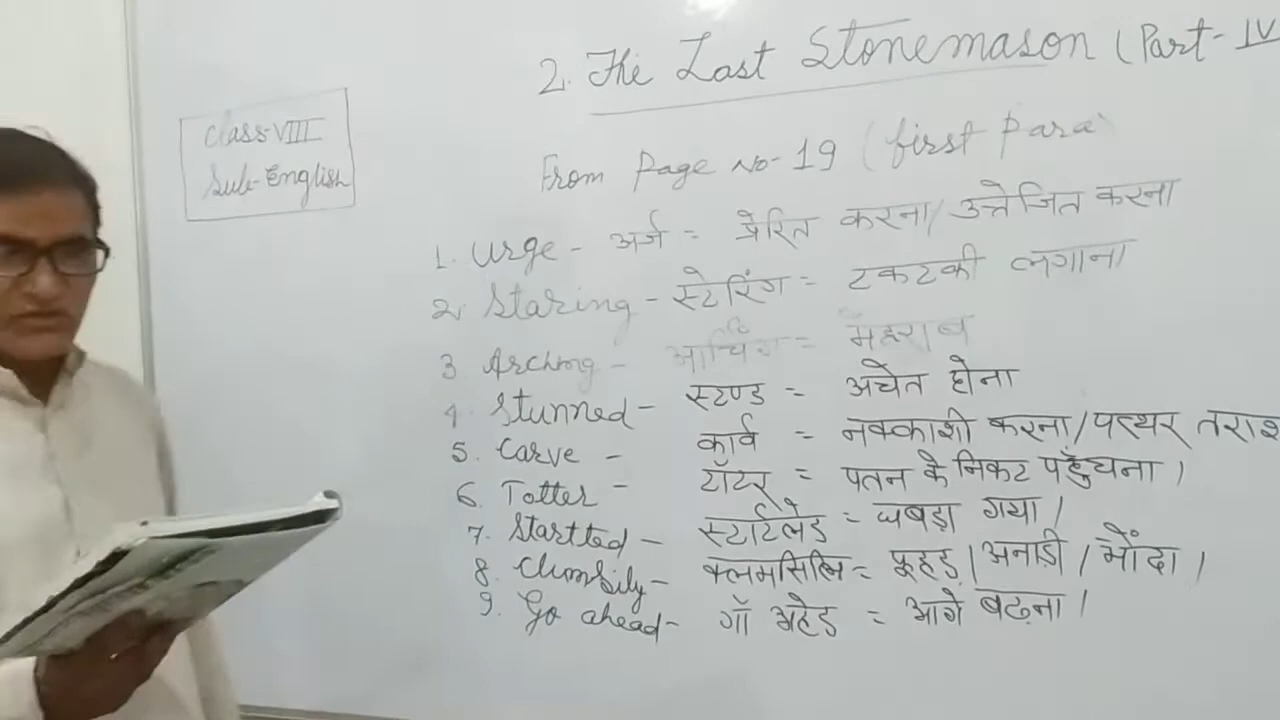 2. The Last Stonemason (Part-IV
Class-VIII
Sub-English
From Page No-19 (first Para)
1. Urge - अर्ज = प्रेरित करना/उत्तेजित करना
2. Staring - स्टेरिंग = टकटकी लगाना
3 Arching - आर्चिंग = मेहराब
4. Stunned - स्टण्ड = अचेत होना
5. Carve - कार्व = नक्काशी करना/पत्थर तराश
6. Totter - टॉटर = पतन के निकट पहुँचना।
7. Startted - स्टार्टलेड = घबड़ा गया।
8. Clumsily - क्लमसिलि = फूहड़/अनाड़ी/भोंदा।
9. Go ahead - गॉ अहेड = आगे बढ़ना।